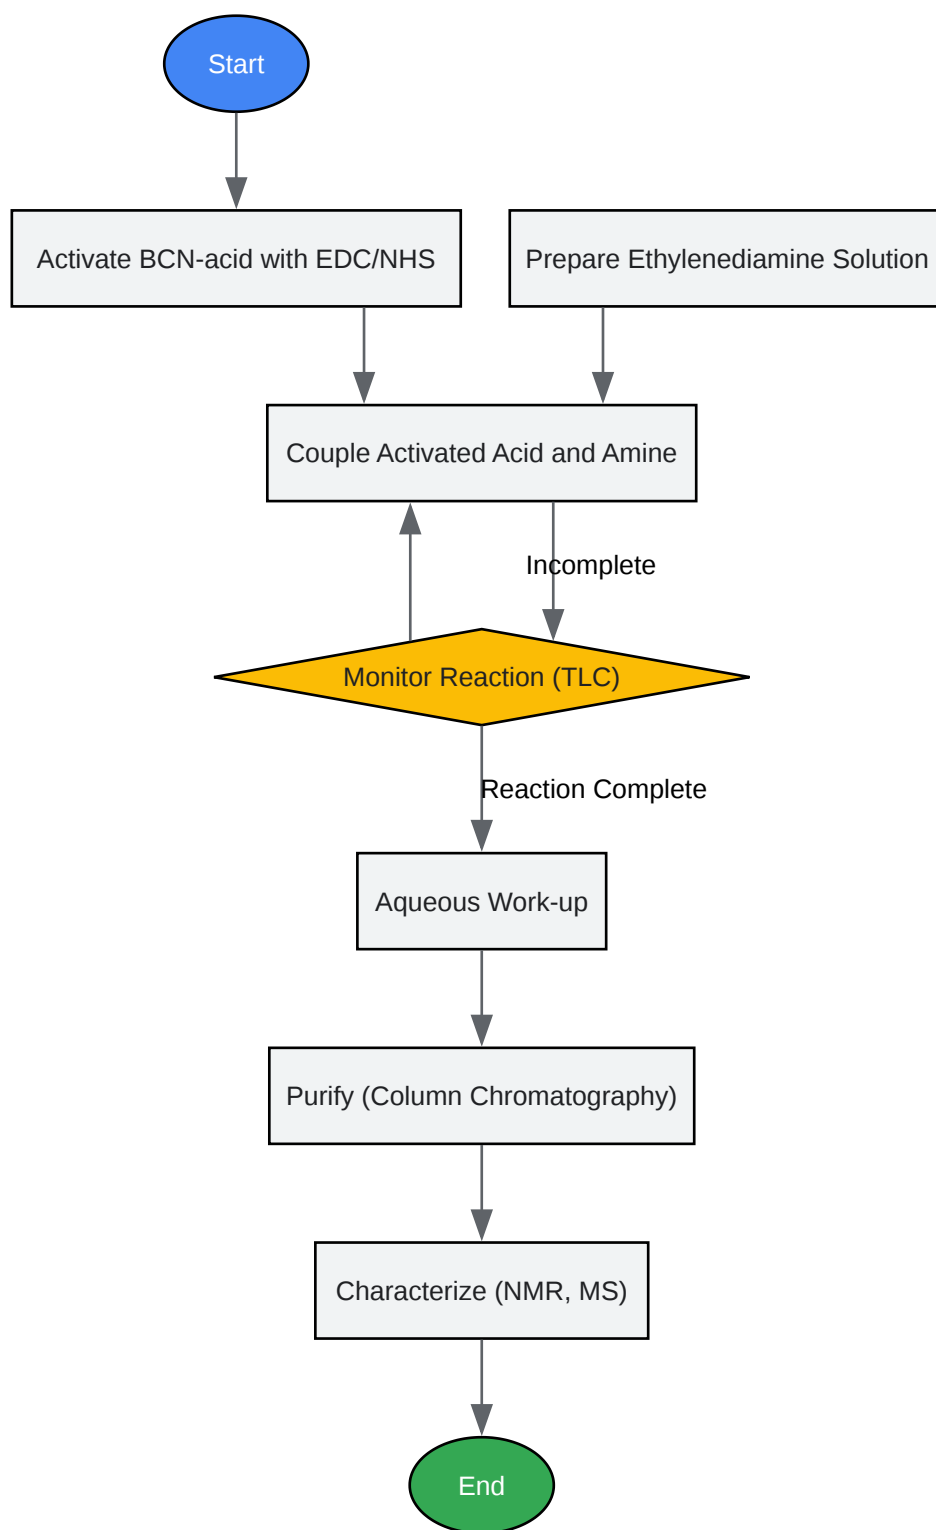 Start
Activate BCN-acid with EDC/NHS
Prepare Ethylenediamine Solution
Couple Activated Acid and Amine
Incomplete
Monitor Reaction (TLC)
Reaction Complete
Aqueous Work-up
Purify (Column Chromatography)
Characterize (NMR, MS)
End